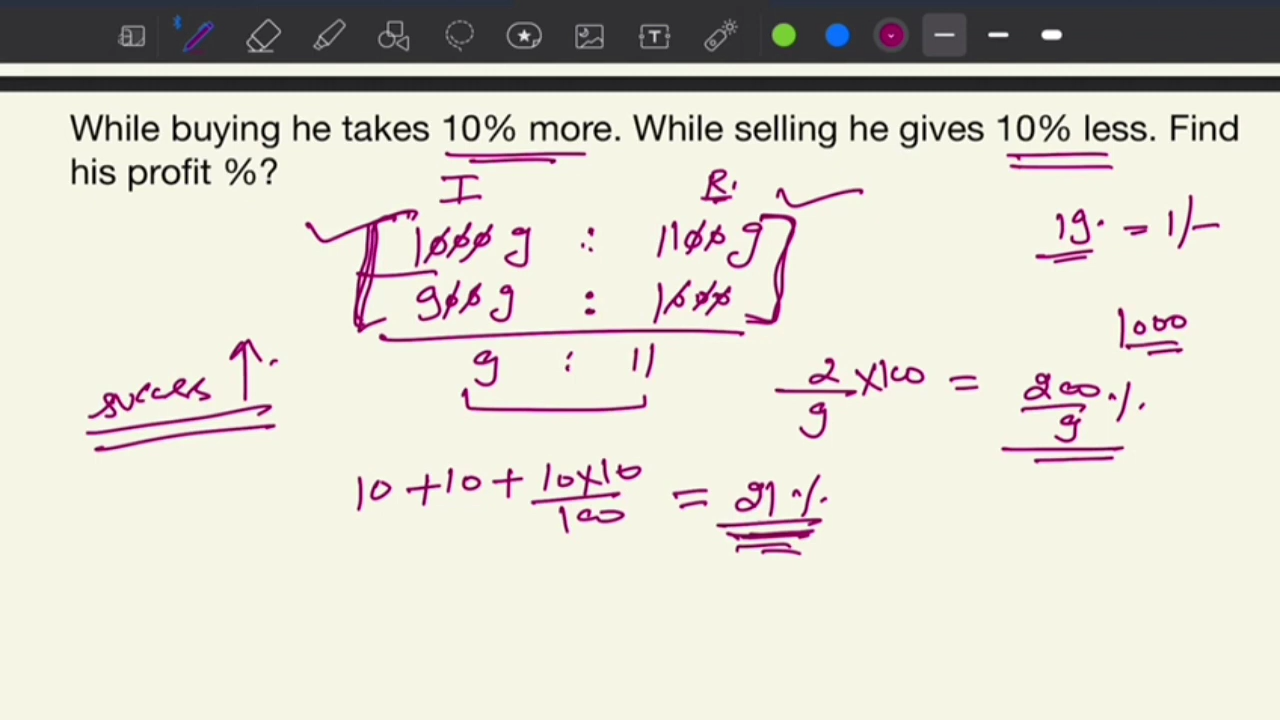 While buying he takes 10% more. While selling he gives 10% less. Find
his profit %?
I R.
1000g : 1100g 1g. = 1/-
900g : 1000 1000
9 : 11 2/9 × 100 = 200/9 %
success ↑.
10 + 10 + 10×10/100 = 21%